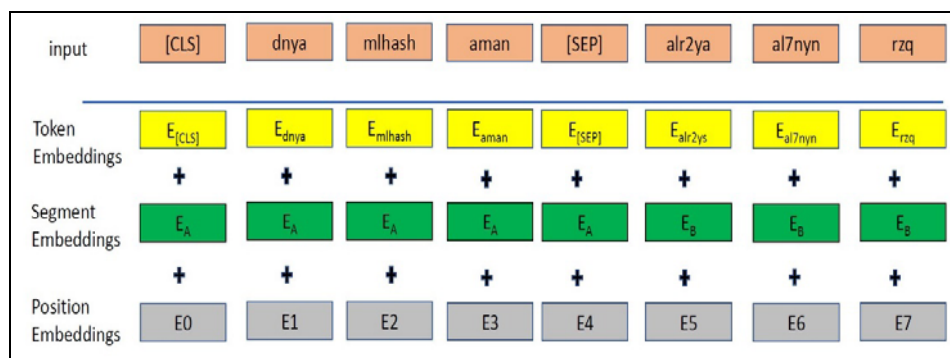 input [CLS] dnya mlhash aman [SEP] alr2ya al7nyn rzq
Token Embeddings E[CLS] Ednya Emlhash Eaman E[SEP] Ealr2ys Eal7nyn Erzq
+ + + + + + + +
Segment Embeddings EA EA EA EA EA EB EB EB
+ + + + + + + +
Position Embeddings E0 E1 E2 E3 E4 E5 E6 E7